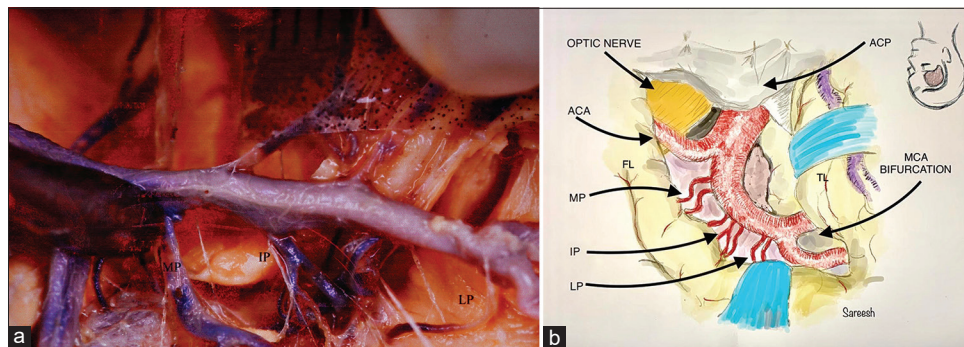 MP
IP
LP
a
OPTIC NERVE
ACP
ACA
FL
MP
IP
LP
TL
MCA
BIFURCATION
Sareesh
b